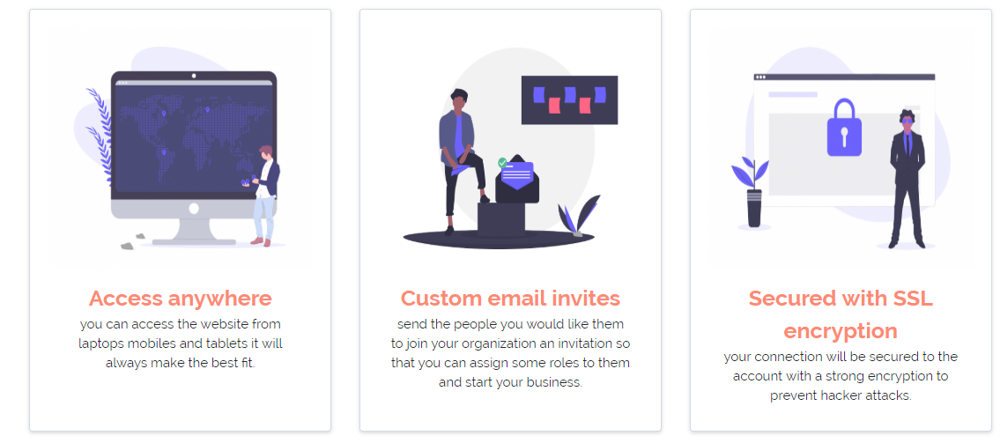 Access anywhere
you can access the website from
laptops mobiles and tablets it will
always make the best fit.
Custom email invites
send the people you would like them
to join your organization an invitation so
that you can assign some roles to them
and start your business.
Secured with SSL
encryption
your connection will be secured to the
account with a strong encryption to
prevent hacker attacks.